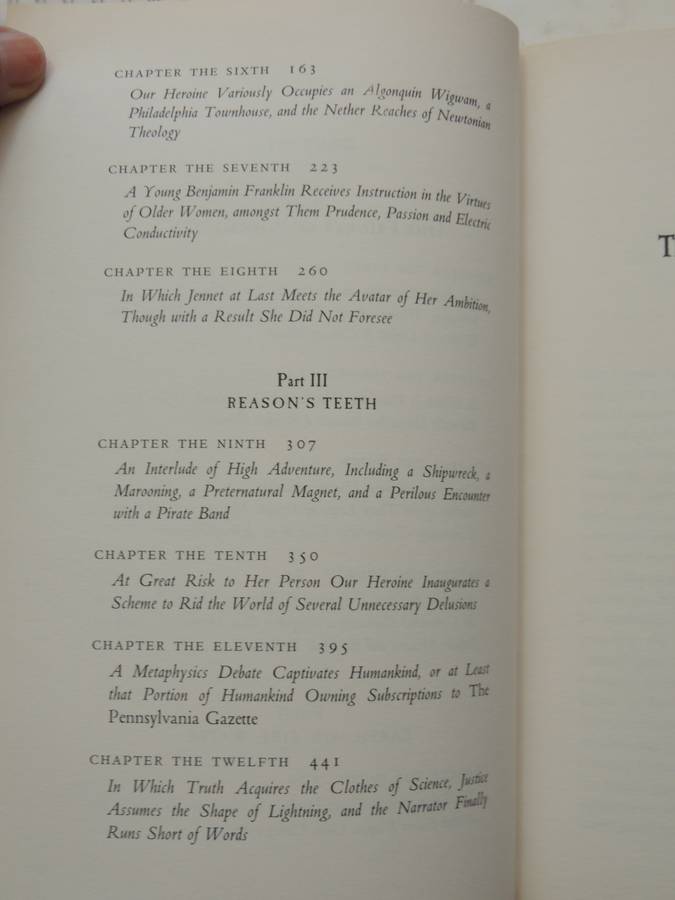 CHAPTER THE SIXTH 163
Our Heroine Variously Occupies an Algonquin Wigwam, a
Philadelphia Townhouse, and the Nether Reaches of Newtonian
Theology
CHAPTER THE SEVENTH 223
A Young Benjamin Franklin Receives Instruction in the Virtues
of Older Women, amongst Them Prudence, Passion and Electric
Conductivity
CHAPTER THE EIGHTH 260
In Which Jennet at Last Meets the Avatar of Her Ambition,
Though with a Result She Did Not Foresee
Part III
REASON'S TEETH
CHAPTER THE NINTH 307
An Interlude of High Adventure, Including a Shipwreck, a
Marooning, a Preternatural Magnet, and a Perilous Encounter
with a Pirate Band
CHAPTER THE TENTH 350
At Great Risk to Her Person Our Heroine Inaugurates a
Scheme to Rid the World of Several Unnecessary Delusions
CHAPTER THE ELEVENTH 395
A Metaphysics Debate Captivates Humankind, or at Least
that Portion of Humankind Owning Subscriptions to The
Pennsylvania Gazette
CHAPTER THE TWELFTH 441
In Which Truth Acquires the Clothes of Science, Justice
Assumes the Shape of Lightning, and the Narrator Finally
Runs Short of Words
T